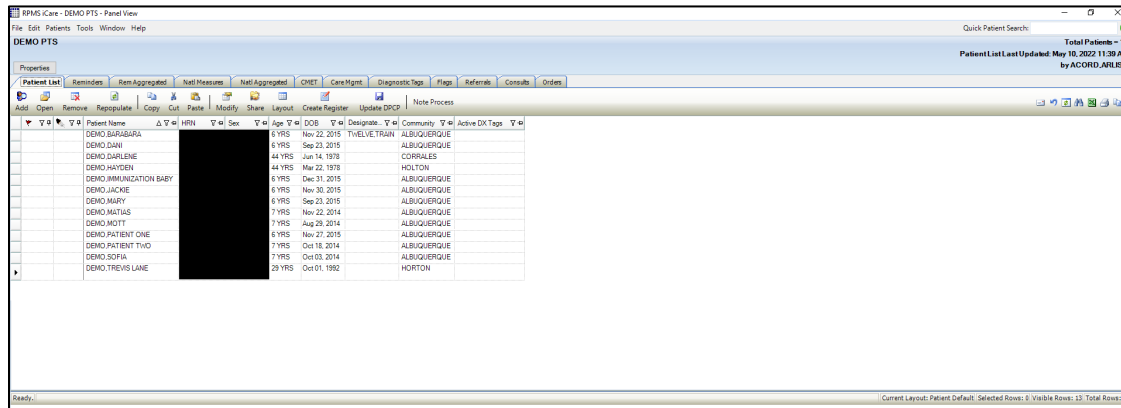 RPMS iCare - DEMO PTS - Panel View
File Edit Patients Tools Window Help
Quick Patient Search:
DEMO PTS
Total Patients =
Patient List Last Updated: May 10, 2022 11:39 A
by ACORD,ARLIS
Properties
Patient List Reminders Rem Aggregated Natl Measures Natl Aggregated CMET Care Mgmt Diagnostic Tags Flags Referrals Consults Orders
Add Open Remove Repopulate Copy Cut Paste Modify Share Layout Create Register Update DPCP Note Process
Patient Name HRN Sex Age DOB Designate... Community Active DX Tags
DEMO,BARABARA 6 YRS Nov 22, 2015 TWELVE,TRAIN ALBUQUERQUE
DEMO,DANI 6 YRS Sep 23, 2015 ALBUQUERQUE
DEMO,DARLENE 44 YRS Jun 14, 1978 CORRALES
DEMO,HAYDEN 44 YRS Mar 22, 1978 HOLTON
DEMO,IMMUNIZATION BABY 6 YRS Dec 31, 2015 ALBUQUERQUE
DEMO,JACKIE 6 YRS Nov 30, 2015 ALBUQUERQUE
DEMO,MARY 6 YRS Sep 23, 2015 ALBUQUERQUE
DEMO,MATIAS 7 YRS Nov 22, 2014 ALBUQUERQUE
DEMO,MOTT 7 YRS Aug 29, 2014 ALBUQUERQUE
DEMO,PATIENT ONE 6 YRS Nov 27, 2015 ALBUQUERQUE
DEMO,PATIENT TWO 7 YRS Oct 18, 2014 ALBUQUERQUE
DEMO,SOFIA 7 YRS Oct 03, 2014 ALBUQUERQUE
DEMO,TREVIS LANE 29 YRS Oct 01, 1992 HORTON
Ready. Current Layout: Patient Default Selected Rows: 0 Visible Rows: 13 Total Rows: